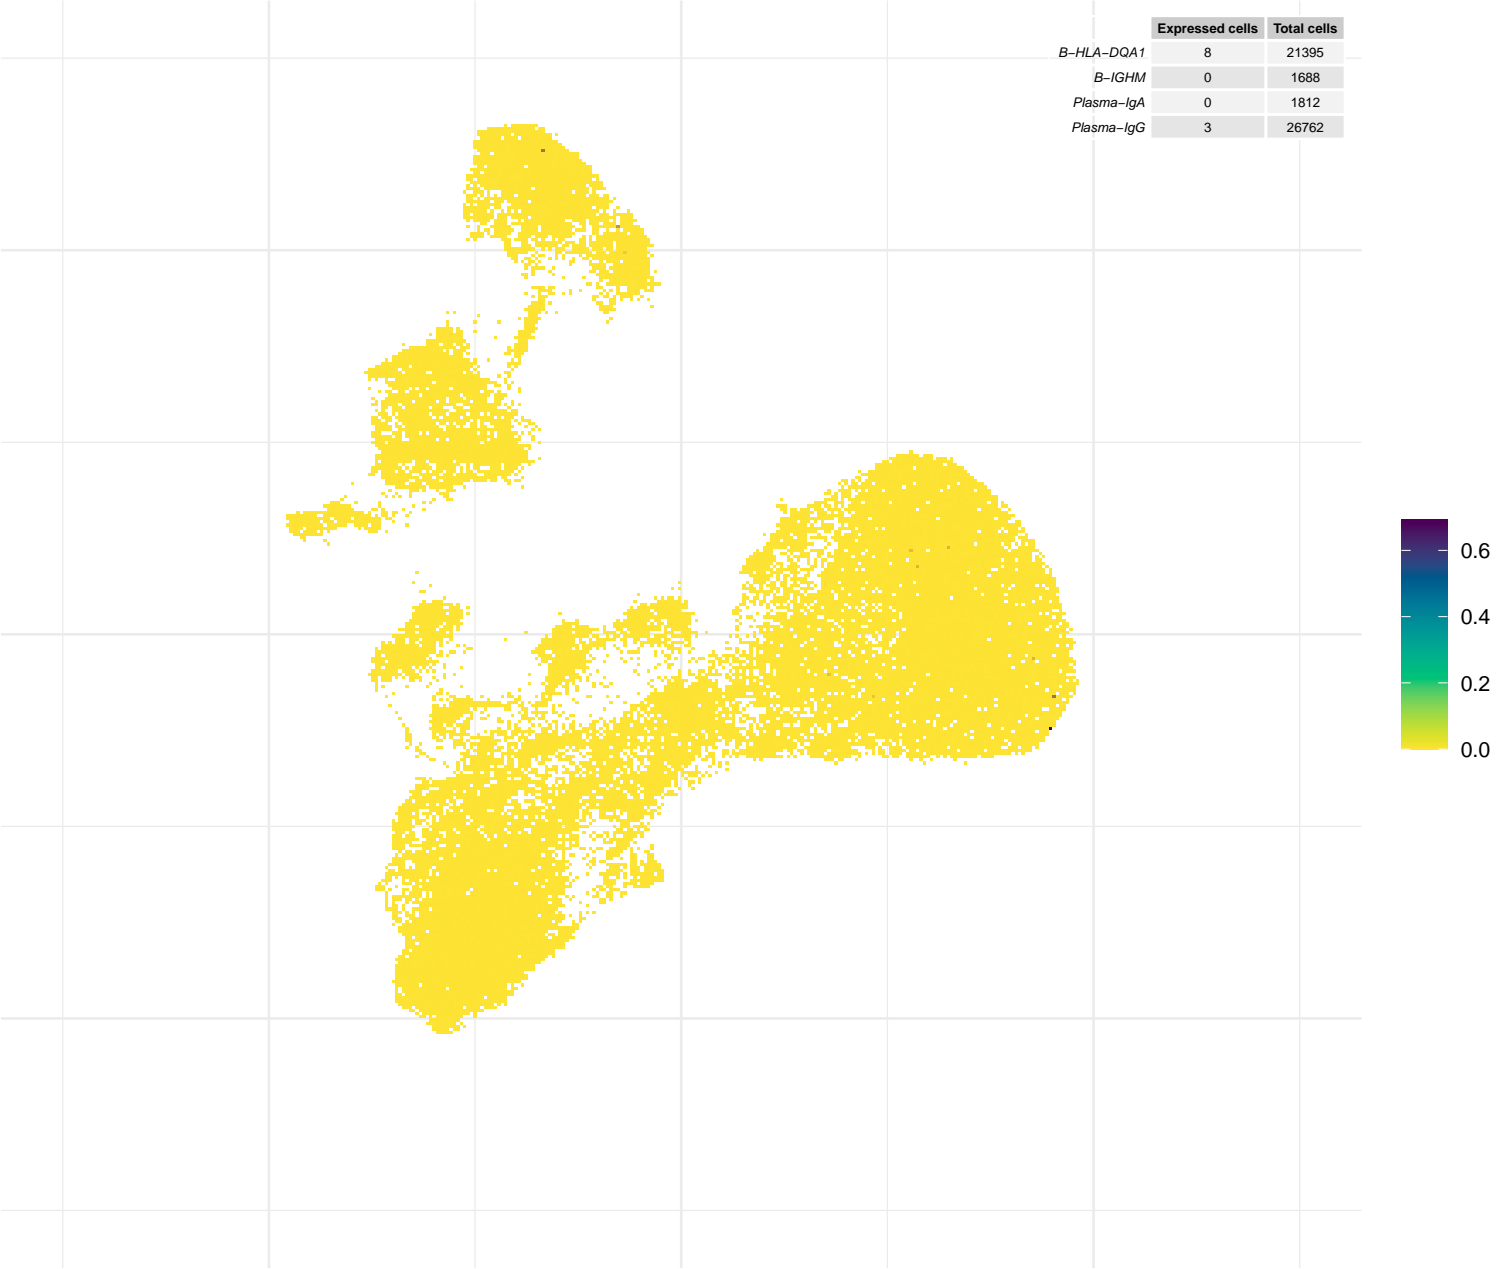 Expressed cells Total cells
B−HLA−DQA1 8 21395
B−IGHM 0 1688
Plasma−IgA 0 1812
Plasma−IgG 3 26762
0.6
0.4
0.2
0.0